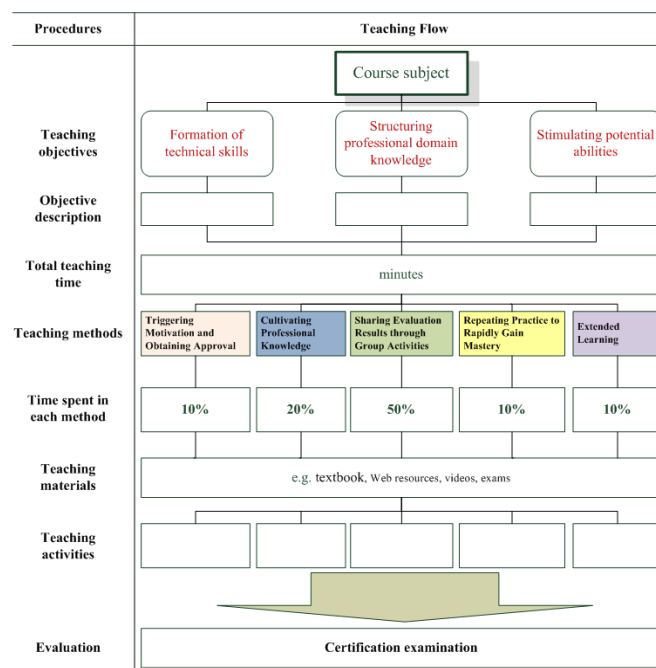 Procedures
Teaching Flow
Course subject
Teaching
objectives
Formation of
technical skills
Structuring
professional domain
knowledge
Stimulating potential
abilities
Objective
description
Total teaching
time
minutes
Teaching methods
Triggering
Motivation and
Obtaining Approval
Cultivating
Professional
Knowledge
Sharing Evaluation
Results through
Group Activities
Repeating Practice to
Rapidly Gain
Mastery
Extended
Learning
Time spent in
each method
10%
20%
50%
10%
10%
Teaching
materials
e.g. textbook, Web resources, videos, exams
Teaching
activities
Evaluation
Certification examination